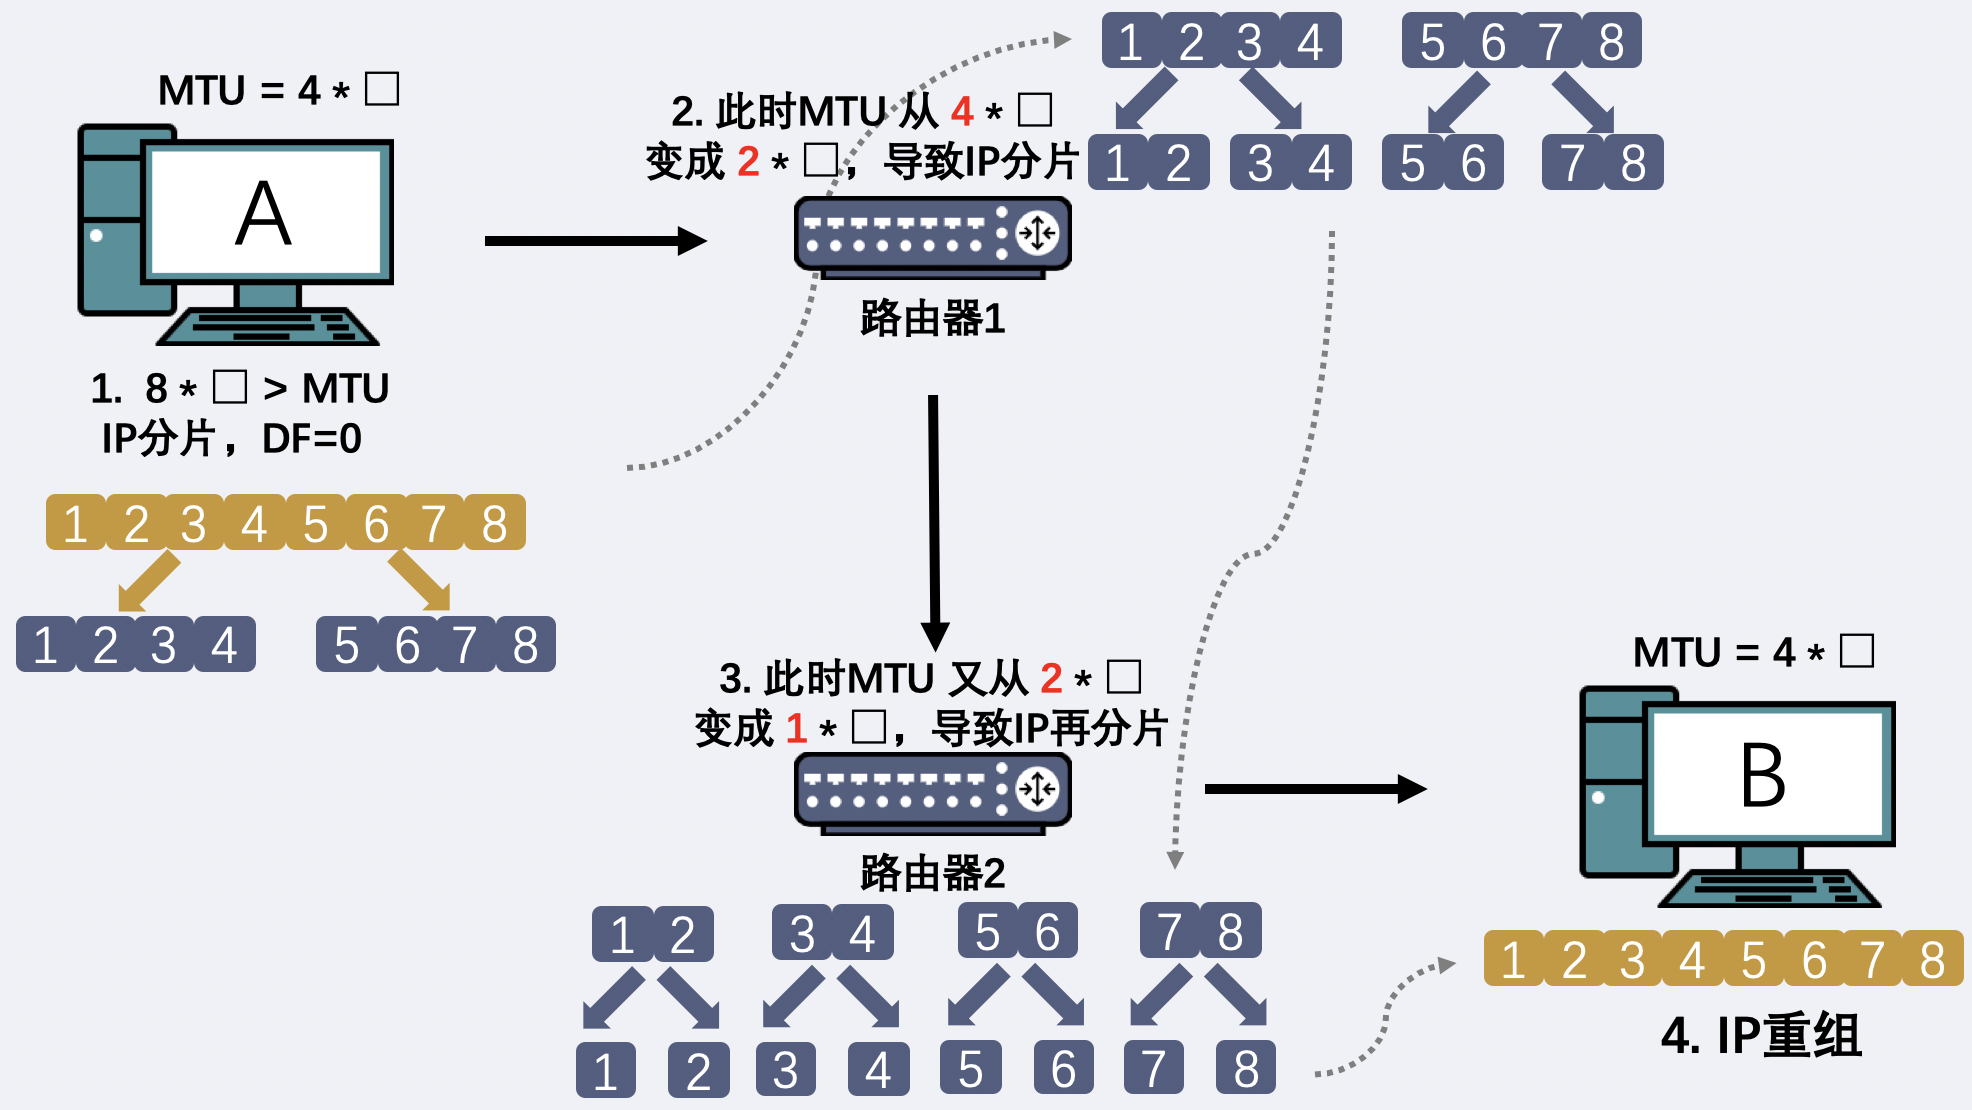 MTU = 4 * □
A
1. 8 * □ > MTU
IP分片，DF=0
1 2 3 4 5 6 7 8
1 2 3 4 5 6 7 8
2. 此时MTU 从 4 * □
变成 2 * □，导致IP分片
路由器1
1 2 3 4 5 6 7 8
1 2 3 4 5 6 7 8
3. 此时MTU 又从 2 * □
变成 1 * □，导致IP再分片
路由器2
1 2 3 4 5 6 7 8
1 2 3 4 5 6 7 8
MTU = 4 * □
B
1 2 3 4 5 6 7 8
4. IP重组